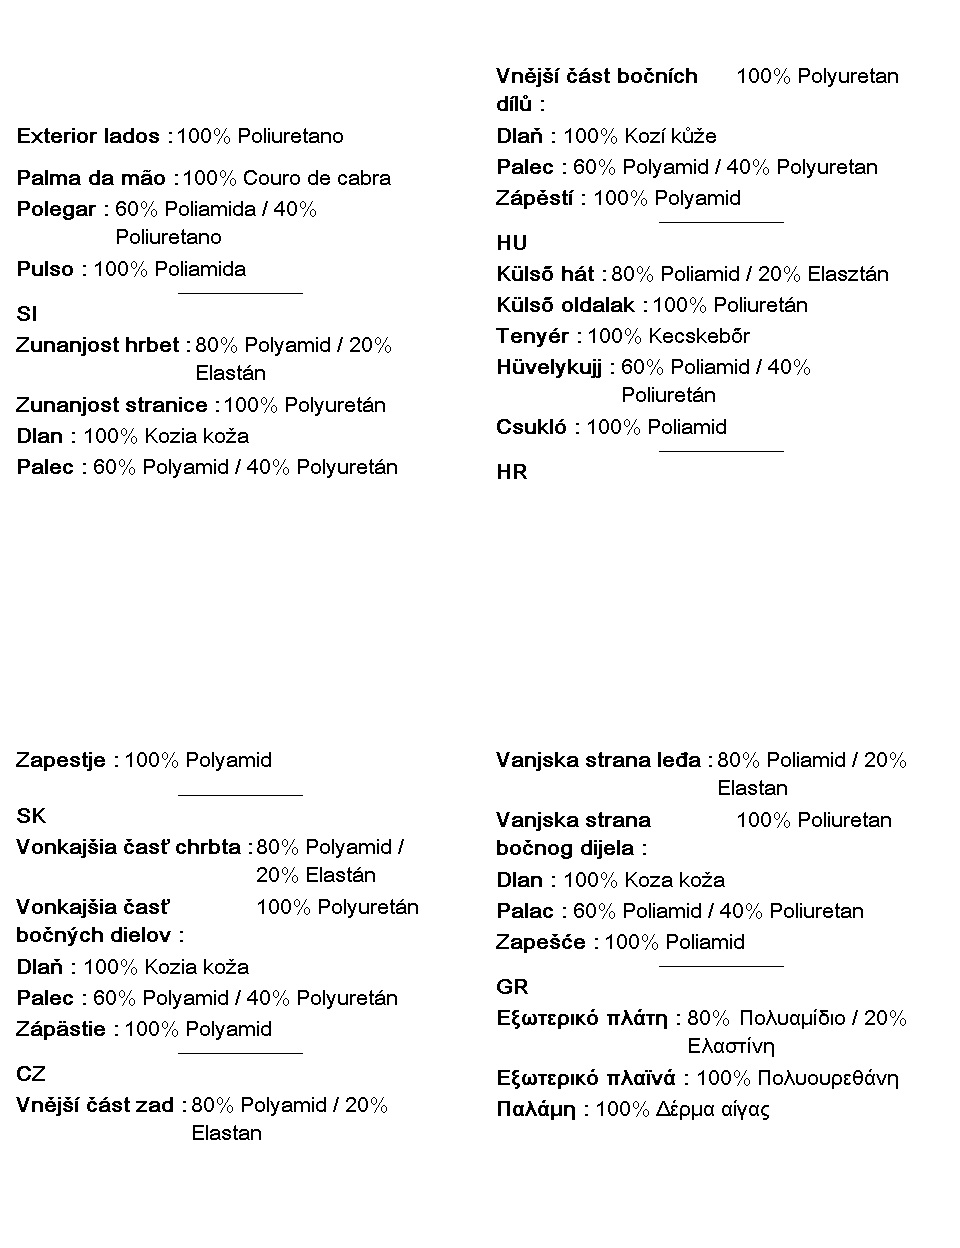 Exterior lados : 100% Poliuretano
Palma da mão : 100% Couro de cabra
Polegar : 60% Poliamida / 40%
Poliuretano
Pulso : 100% Poliamida
SI
Zunanjost hrbet : 80% Polyamid / 20%
Elastán
Zunanjost stranice : 100% Polyuretán
Dlan : 100% Kozia koža
Palec : 60% Polyamid / 40% Polyuretán
Vnější část bočních 100% Polyuretan
dílů :
Dlaň : 100% Kozí kůže
Palec : 60% Polyamid / 40% Polyuretan
Zápěstí : 100% Polyamid
HU
Külső hát : 80% Poliamid / 20% Elasztán
Külső oldalak : 100% Poliuretán
Tenyér : 100% Kecskebőr
Hüvelykujj : 60% Poliamid / 40%
Poliuretán
Csukló : 100% Poliamid
HR
Zapestje : 100% Polyamid
SK
Vonkajšia časť chrbta : 80% Polyamid /
20% Elastán
Vonkajšia časť 100% Polyuretán
bočných dielov :
Dlaň : 100% Kozia koža
Palec : 60% Polyamid / 40% Polyuretán
Zápästie : 100% Polyamid
CZ
Vnější část zad : 80% Polyamid / 20%
Elastan
Vanjska strana leđa : 80% Poliamid / 20%
Elastan
Vanjska strana 100% Poliuretan
bočnog dijela :
Dlan : 100% Koza koža
Palac : 60% Poliamid / 40% Poliuretan
Zapešće : 100% Poliamid
GR
Εξωτερικό πλάτη : 80% Πολυαμίδιο / 20%
Ελαστίνη
Εξωτερικό πλαϊνά : 100% Πολυουρεθάνη
Παλάμη : 100% Δέρμα αίγας